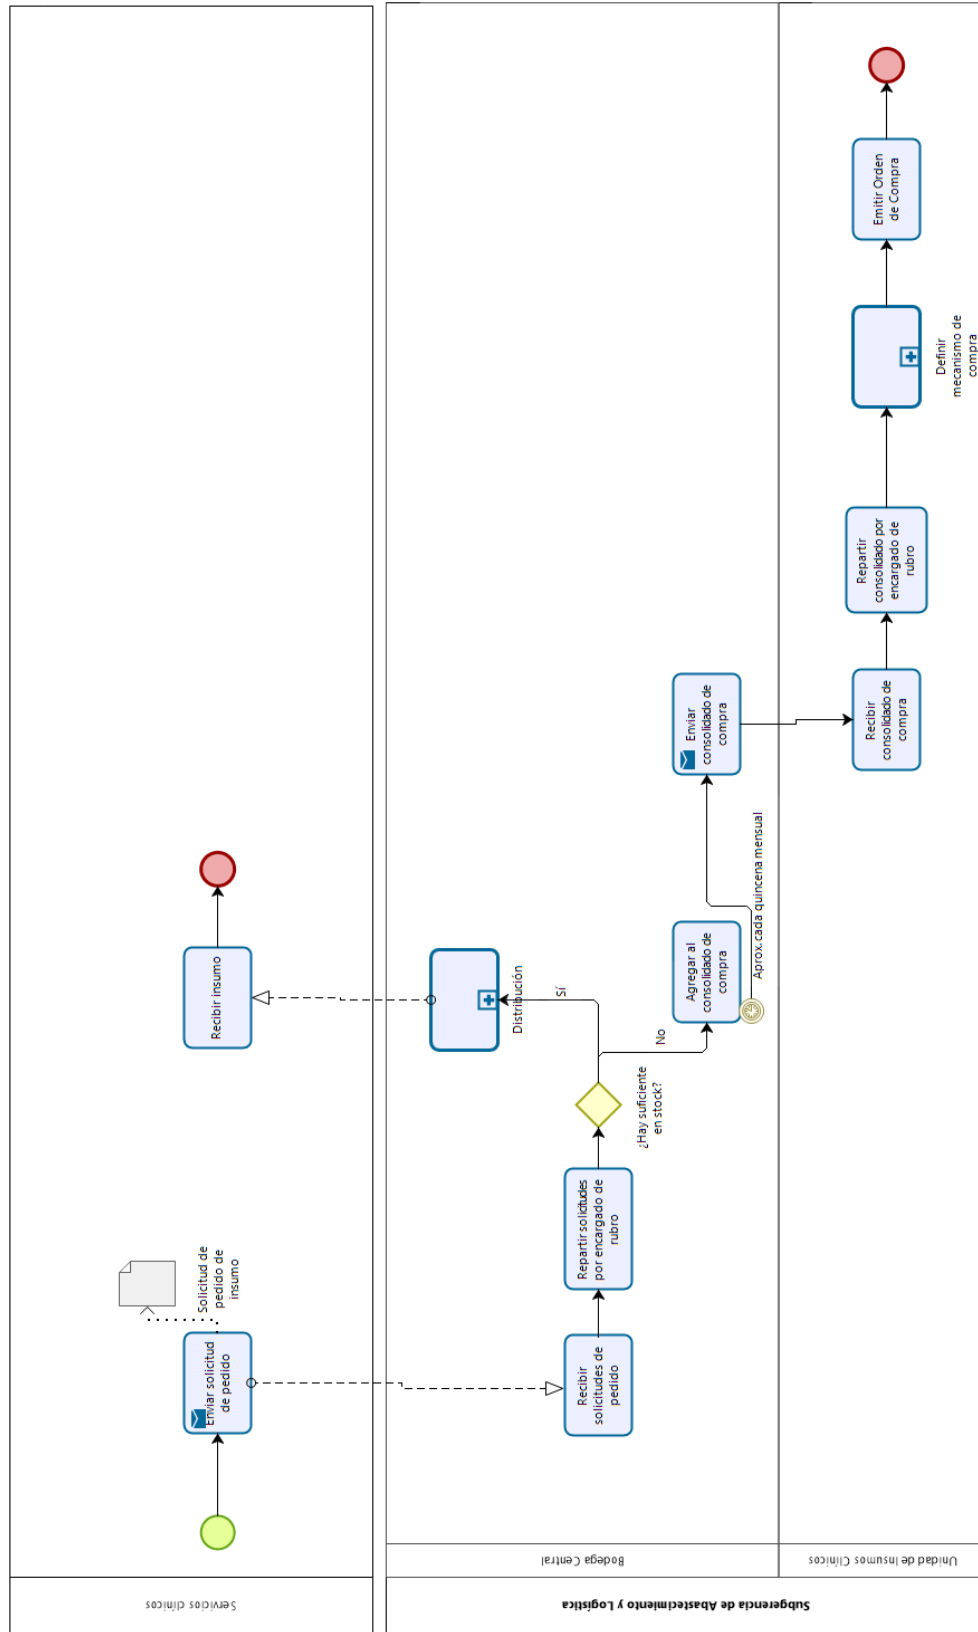 Servicios clínicos
Enviar solicitud
de pedido
Solicitud de
pedido de
insumo
Recibir insumo
Subgerencia de Abastecimiento y Logística
Bodega Central
Recibir
solicitudes de
pedido
Repartir solicitudes
por encargado de
rubro
¿Hay suficiente
en stock?
Sí
No
Distribución
Agregar al
consolidado de
compra
Aprox. cada quincena mensual
Enviar
consolidado de
compra
Unidad de Insumos Clínicos
Recibir
consolidado de
compra
Repartir
consolidado por
encargado de
rubro
Definir
mecanismo de
compra
Emitir Orden
de Compra